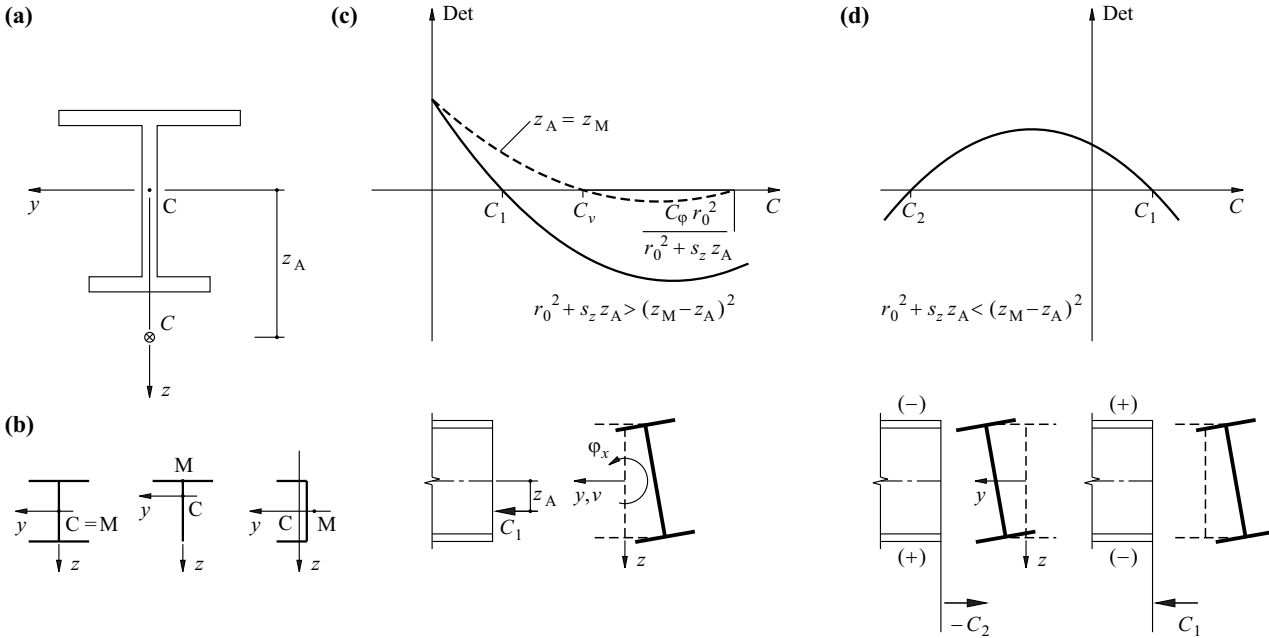 (a)
y
C
z_A
C
z
(b)
y
C = M
z
M
y
C
z
y
C
M
z
(c)
Det
z_A = z_M
C_1
C_v
C
C_φ r_0^2
r_0^2 + s_z z_A
r_0^2 + s_z z_A > (z_M − z_A)^2
z_A
C_1
φ_x
y, v
z
(d)
Det
C_2
C_1
C
r_0^2 + s_z z_A < (z_M − z_A)^2
(−)
(+)
−C_2
y
z
(+)
(−)
C_1